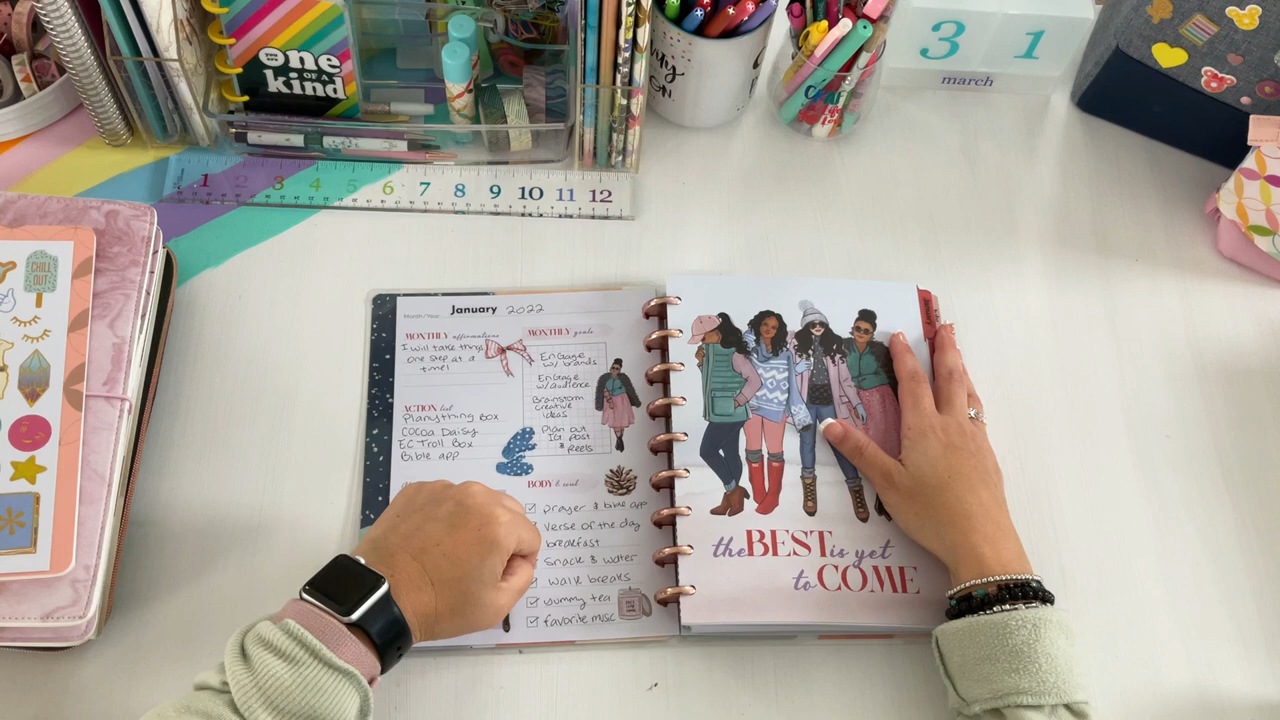 you are
one
OF A
kind
3 1
march
1 2 3 4 5 6 7 8 9 10 11 12
CHILL
OUT
Month/Year January 2022
MONTHLY affirmations
I will take things
one step at a
time!
MONTHLY goals
Engage
w/ brands
Engage
w/audience
Brainstorm
creative
ideas
Plan out
IG post
& reels
ACTION list
Planything Box
Cocoa Daisy
EC Troll Box
Bible app
BODY & soul
prayer & bible app
verse of the day
breakfast
snack & water
walk breaks
yummy tea
favorite misc
January
the BEST is yet
to COME